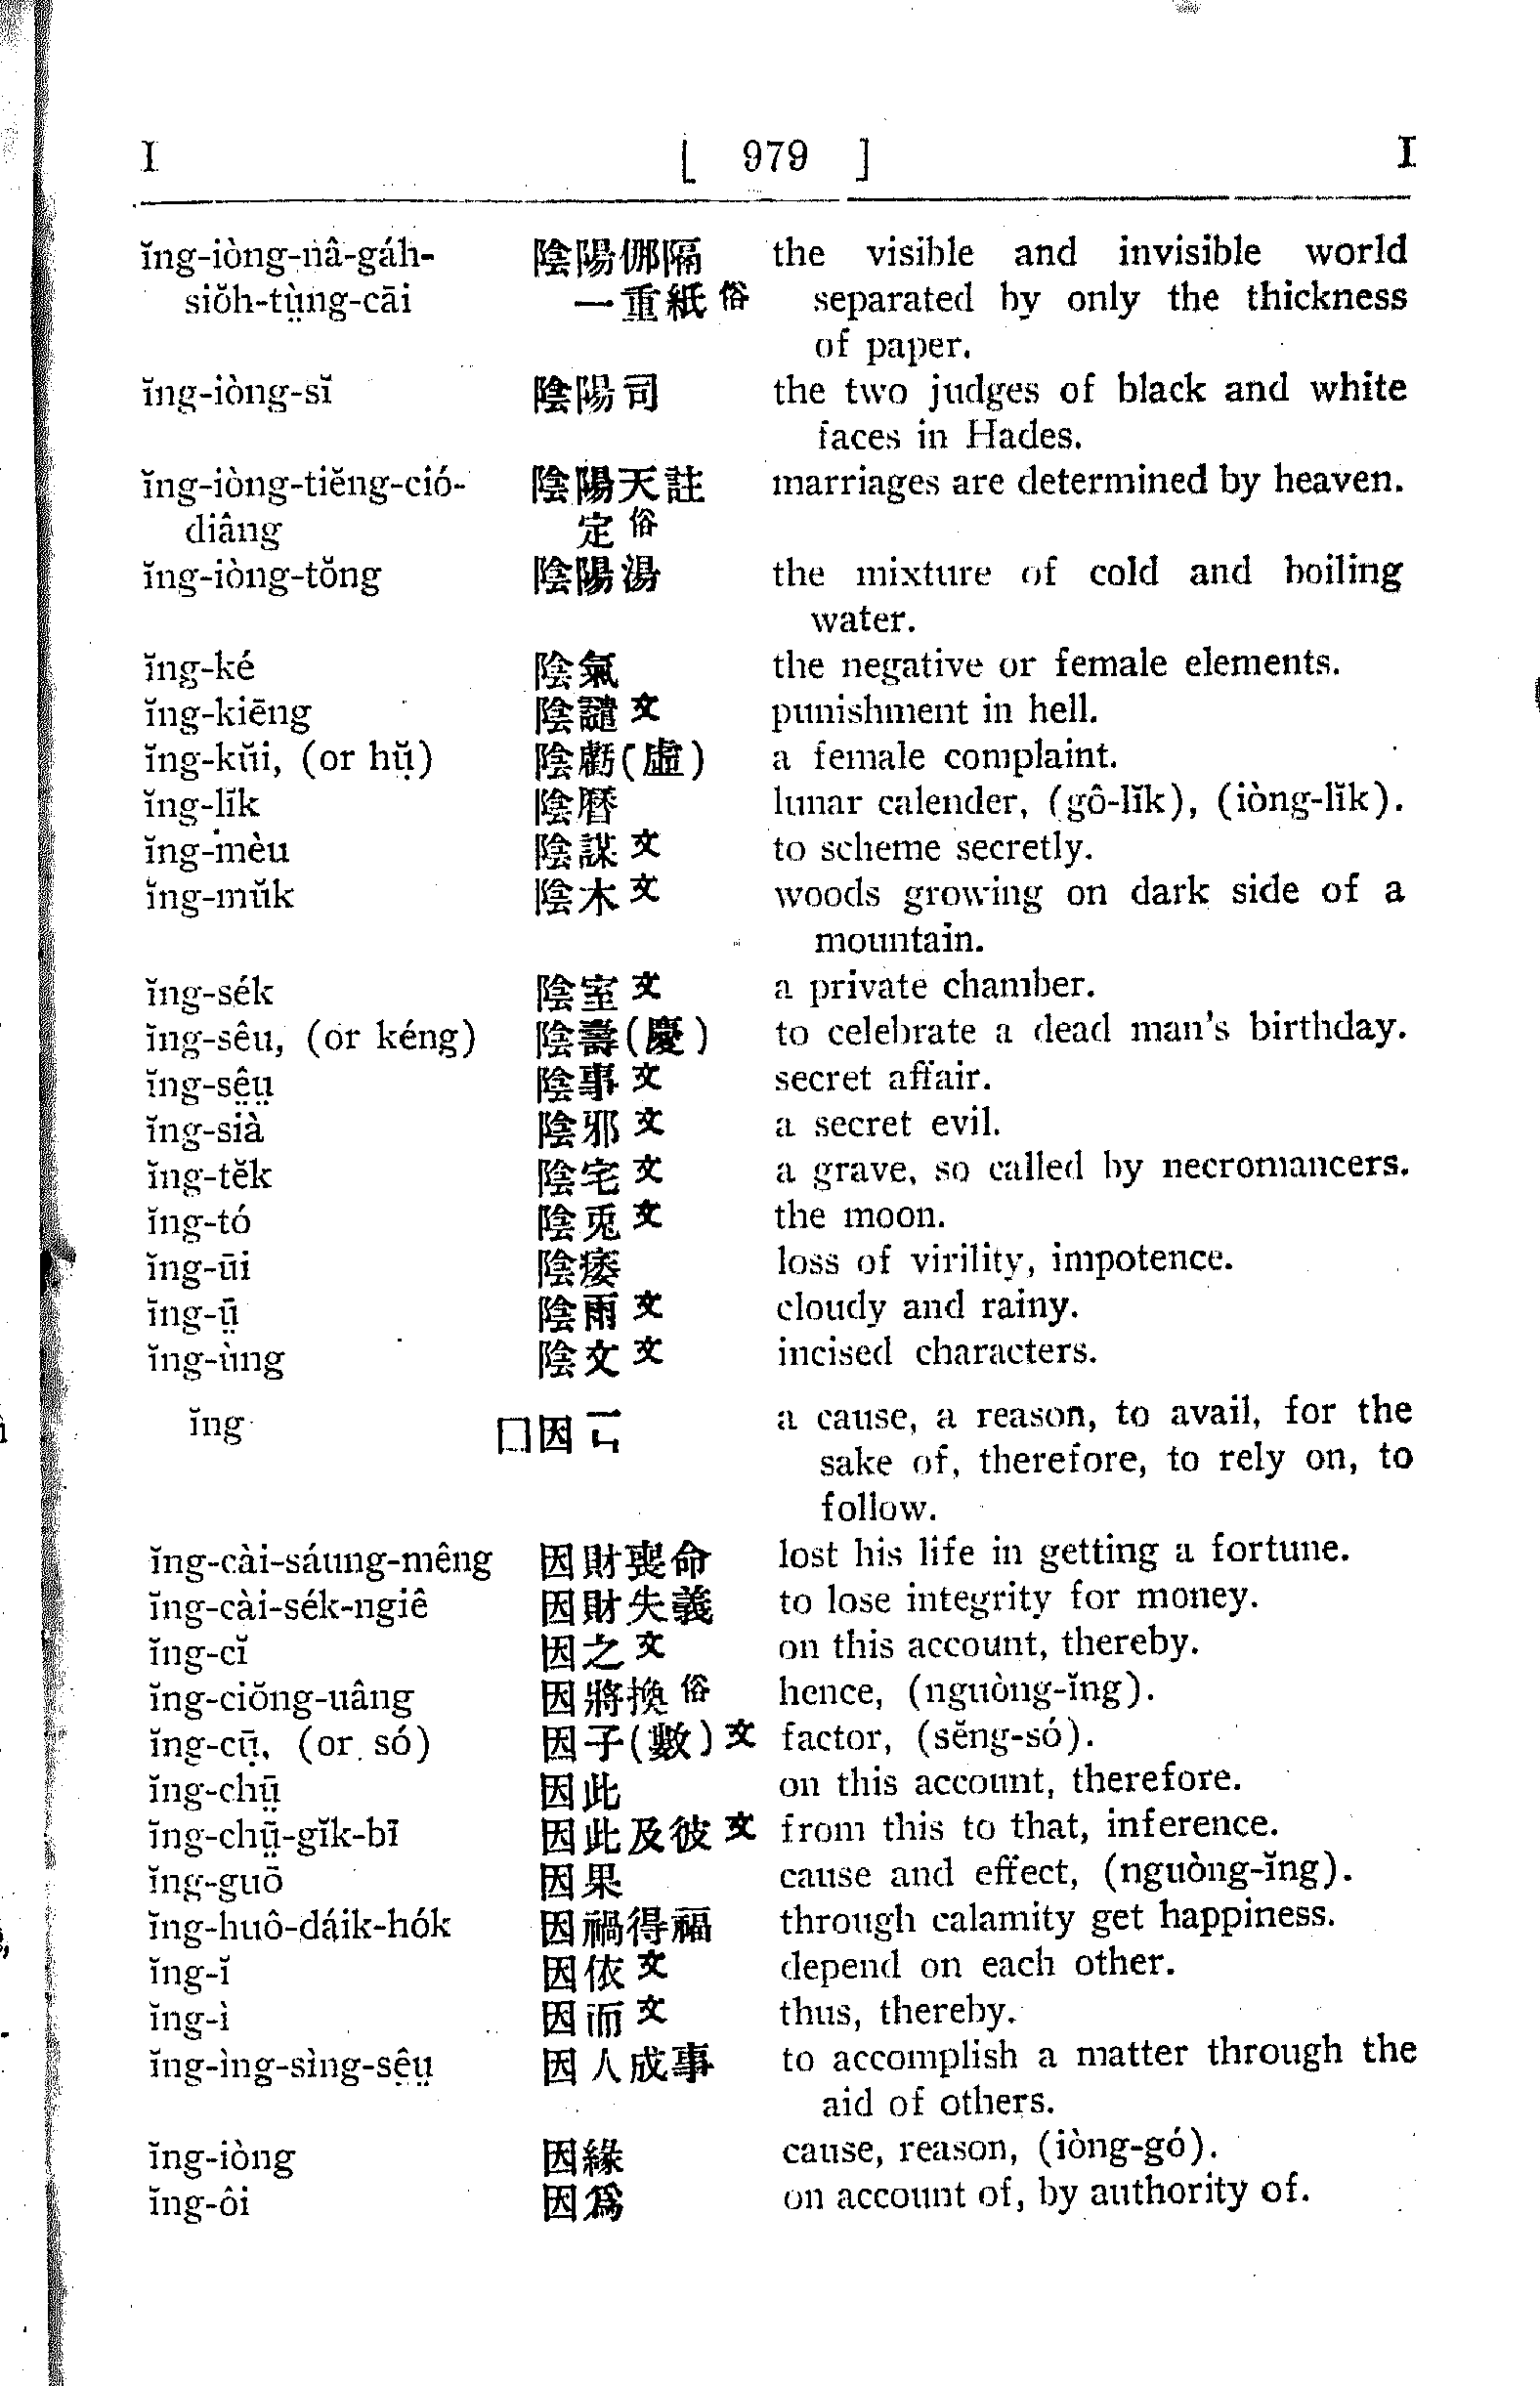 I [ 979 ] I
ĭng-iòng-nâ-gáh- 陰陽㑚隔 the visible and invisible world
siŏh-tṳ̀ng-cāi 一重紙 俗 separated by only the thickness
of paper.
ĭng-iòng-sĭ 陰陽司 the two judges of black and white
faces in Hades.
ĭng-iòng-tiĕng-ció- 陰陽天註 marriages are determined by heaven.
diâng 定 俗
ĭng-iòng-tŏng 陰陽湯 the mixture of cold and boiling
water.
ĭng-ké 陰氣 the negative or female elements.
ĭng-kiēng 陰譴 文 punishment in hell.
ĭng-kŭi, (or hṳ̆) 陰虧(虛) a female complaint.
ĭng-lĭk 陰曆 lunar calender, (gô-lĭk), (iòng-lĭk).
ĭng-mèu 陰謀 文 to scheme secretly.
ĭng-mŭk 陰木 文 woods growing on dark side of a
mountain.
ĭng-sék 陰室 文 a private chamber.
ĭng-sêu, (or kéng) 陰壽(慶) to celebrate a dead man's birthday.
ĭng-sê̤ṳ 陰事 文 secret affair.
ĭng-sià 陰邪 文 a secret evil.
ĭng-tĕk 陰宅 文 a grave, so called by necromancers.
ĭng-tó 陰兎 文 the moon.
ĭng-ūi 陰痿 loss of virility, impotence.
ĭng-ṳ̄ 陰雨 文 cloudy and rainy.
ĭng-ùng 陰文 文 incised characters.
ĭng 囗因 a cause, a reason, to avail, for the
sake of, therefore, to rely on, to
follow.
ĭng-cài-sáung-mêng 因財喪命 lost his life in getting a fortune.
ĭng-cài-sék-ngiê 因財失義 to lose integrity for money.
ĭng-cĭ 因之 文 on this account, thereby.
ĭng-ciŏng-uâng 因將換 俗 hence, (nguòng-ĭng).
ĭng-cṳ̄, (or só) 因子(數) 文 factor, (sĕng-só).
ĭng-chṳ̄ 因此 on this account, therefore.
ĭng-chṳ̄-gĭk-bī 因此及彼 文 from this to that, inference.
ĭng-guō 因果 cause and effect, (nguòng-ĭng).
ĭng-huô-dáik-hók 因禍得福 through calamity get happiness.
ĭng-ĭ 因依 文 depend on each other.
ĭng-ì 因而 文 thus, thereby.
ĭng-ìng-sìng-sê̤ṳ 因人成事 to accomplish a matter through the
aid of others.
ĭng-iòng 因緣 cause, reason, (iòng-gó).
ĭng-ôi 因爲 on account of, by authority of.